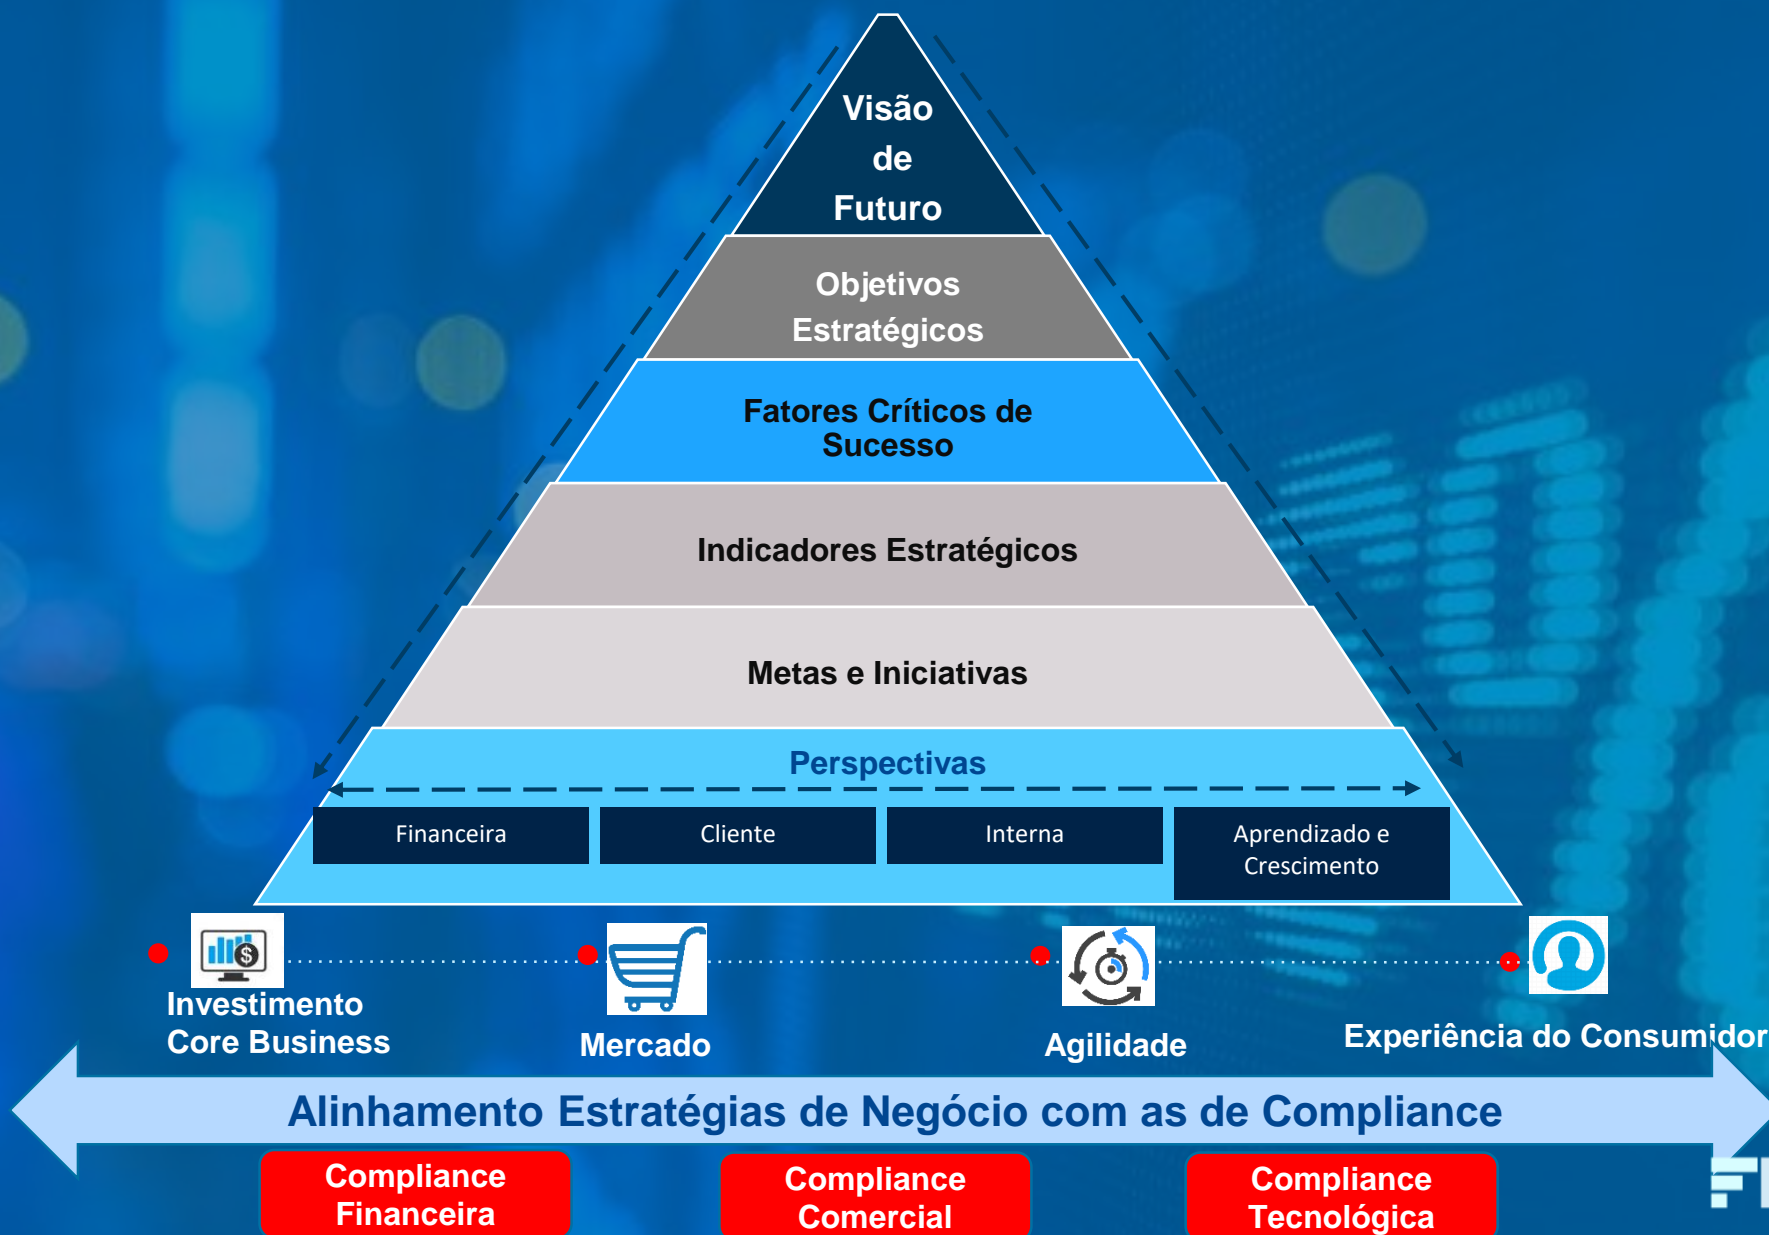 Visão
de
Futuro
Objetivos
Estratégicos
Fatores Críticos de
Sucesso
Indicadores Estratégicos
Metas e Iniciativas
Perspectivas
Financeira
Cliente
Interna
Aprendizado e
Crescimento
$
Investimento
Core Business
Mercado
Agilidade
Experiência do Consumidor
Alinhamento Estratégias de Negócio com as de Compliance
Compliance
Financeira
Compliance
Comercial
Compliance
Tecnológica